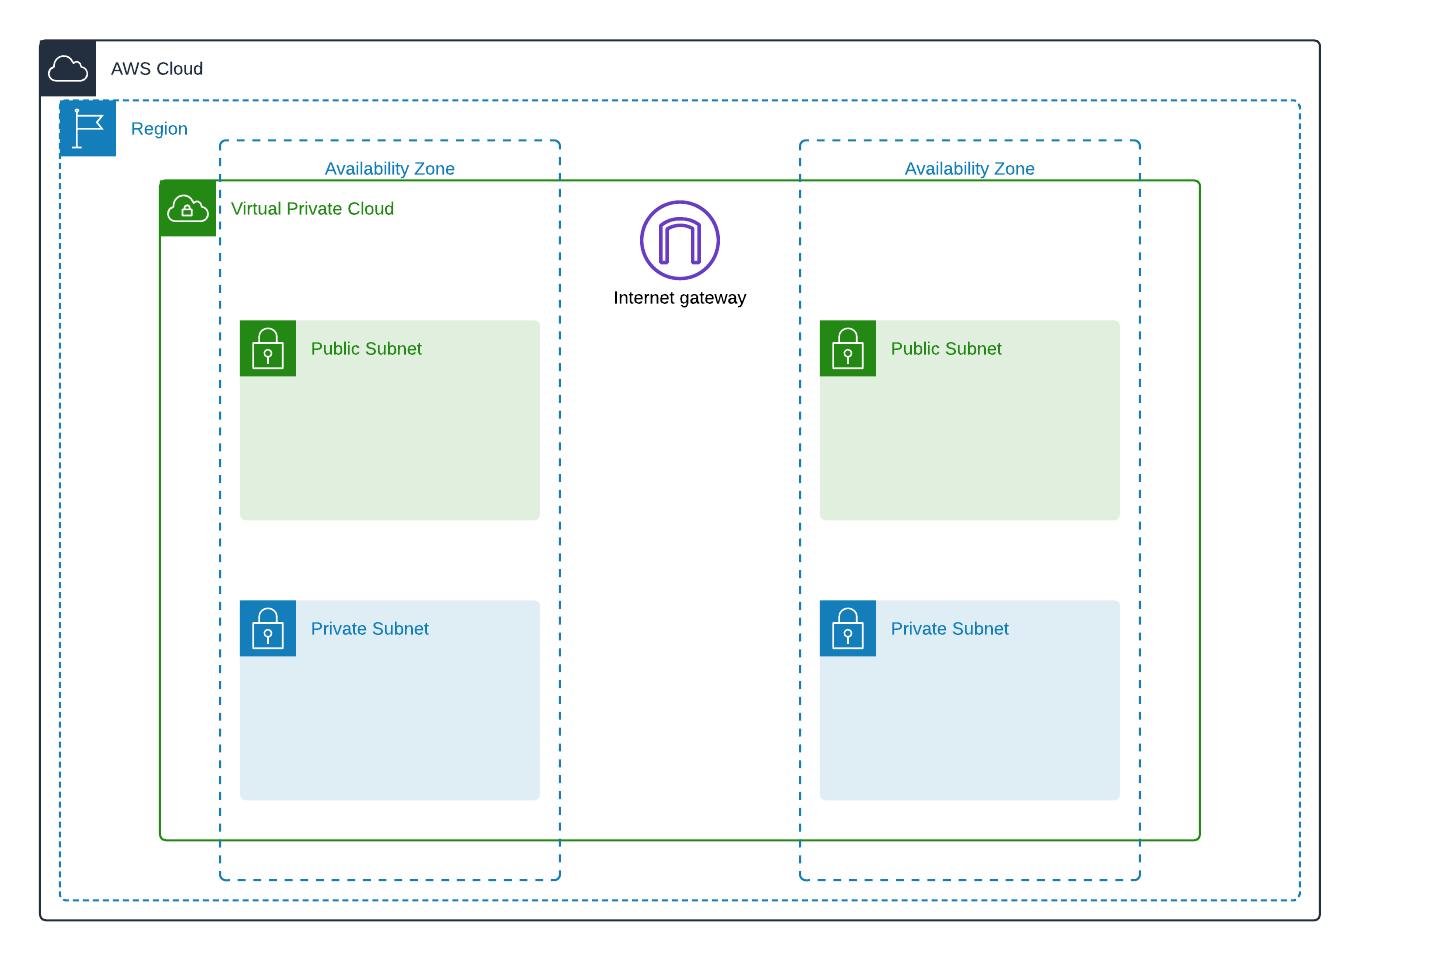 AWS Cloud
Region
Availability Zone
Availability Zone
Virtual Private Cloud
Internet gateway
Public Subnet
Public Subnet
Private Subnet
Private Subnet